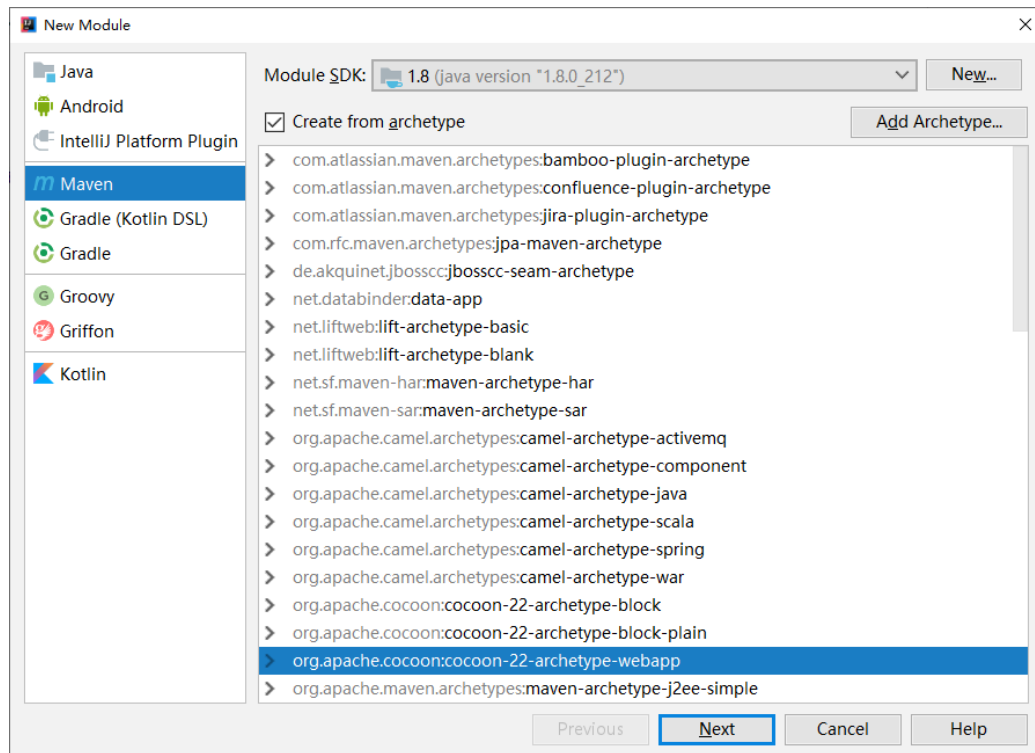 New Module
Java
Android
IntelliJ Platform Plugin
Maven
Gradle (Kotlin DSL)
Gradle
Groovy
Griffon
Kotlin
Module SDK: 1.8 (java version "1.8.0_212") New...
Create from archetype Add Archetype...
com.atlassian.maven.archetypes:bamboo-plugin-archetype
com.atlassian.maven.archetypes:confluence-plugin-archetype
com.atlassian.maven.archetypes:jira-plugin-archetype
com.rfc.maven.archetypes:jpa-maven-archetype
de.akquinet.jbosscc:jbosscc-seam-archetype
net.databinder:data-app
net.liftweb:lift-archetype-basic
net.liftweb:lift-archetype-blank
net.sf.maven-har:maven-archetype-har
net.sf.maven-sar:maven-archetype-sar
org.apache.camel.archetypes:camel-archetype-activemq
org.apache.camel.archetypes:camel-archetype-component
org.apache.camel.archetypes:camel-archetype-java
org.apache.camel.archetypes:camel-archetype-scala
org.apache.camel.archetypes:camel-archetype-spring
org.apache.camel.archetypes:camel-archetype-war
org.apache.cocoon:cocoon-22-archetype-block
org.apache.cocoon:cocoon-22-archetype-block-plain
org.apache.cocoon:cocoon-22-archetype-webapp
org.apache.maven.archetypes:maven-archetype-j2ee-simple
Previous Next Cancel Help